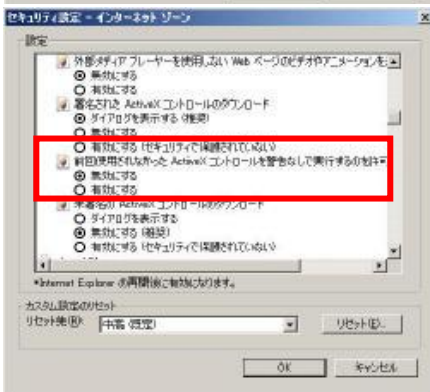 セキュリティ設定 - インターネット ゾーン
設定
外部メディア プレーヤーを使用しない Web ページのビデオやアニメーションを
無効にする
有効にする
署名された ActiveX コントロールのダウンロード
ダイアログを表示する (推奨)
無効にする
有効にする (セキュリティで保護されていない)
前回使用されなかった ActiveX コントロールを警告なしで実行するのを許可
無効にする
有効にする
未署名の ActiveX コントロールのダウンロード
ダイアログを表示する
無効にする (推奨)
有効にする (セキュリティで保護されていない)
*Internet Explorer の再開後に有効になります。
カスタム設定のリセット
リセット先(R):
中高 (既定)
リセット(E)...
OK
キャンセル